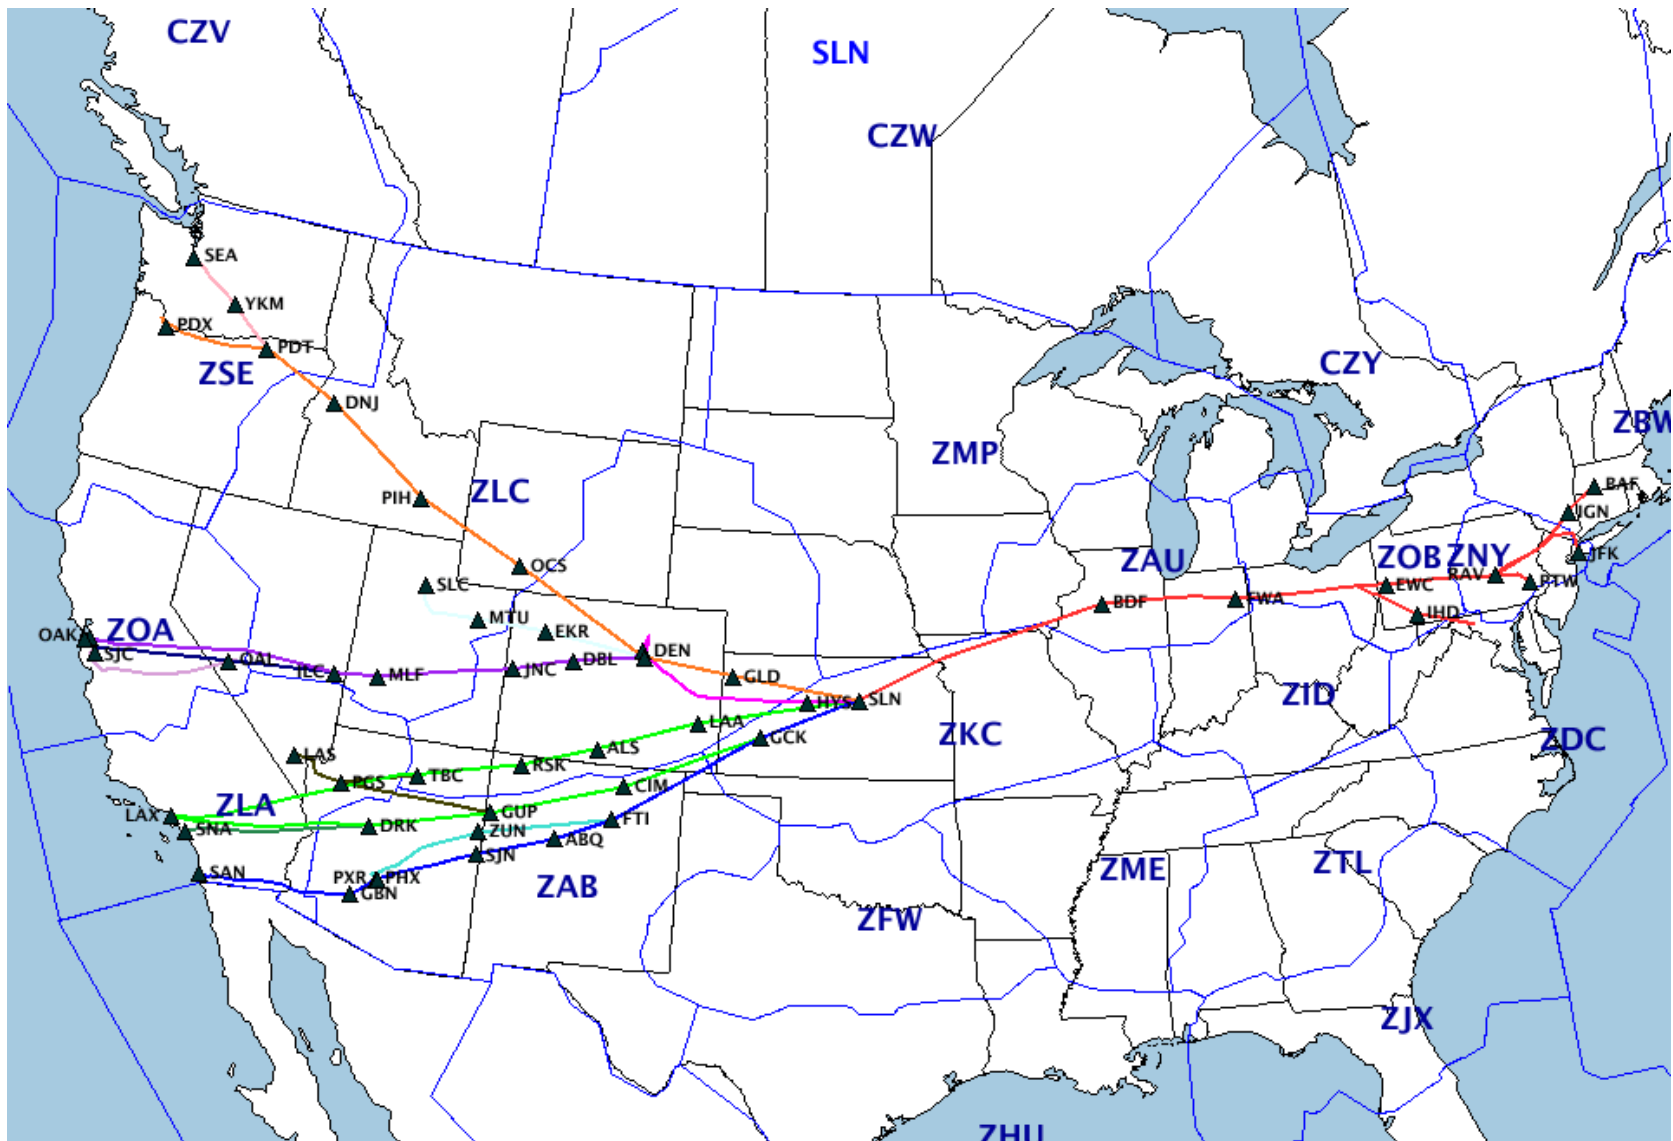 CZV
SLN
CZW
SEA
YKM
PDX
PDT
ZSE
CZY
DNJ
ZBW
ZMP
PIH
ZLC
BAF
IGN
OCS
ZAU
ZOB
ZNY
JFK
SLC
EWC
RAV
PTW
MTU
BDF
FWA
IHD
OAK
ZOA
EKR
SJC
OAL
ILC
MLF
JNC
DBL
DEN
GLD
ZID
HYS
SLN
LAA
GCK
ZKC
ZDC
LAS
ALS
PGS
TBC
RSK
CIM
LAX
ZLA
SNA
DRK
GUP
ZUN
FTI
SJN
ABQ
SAN
PXR
PHX
GBN
ZAB
ZME
ZTL
ZFW
ZJX
ZHU